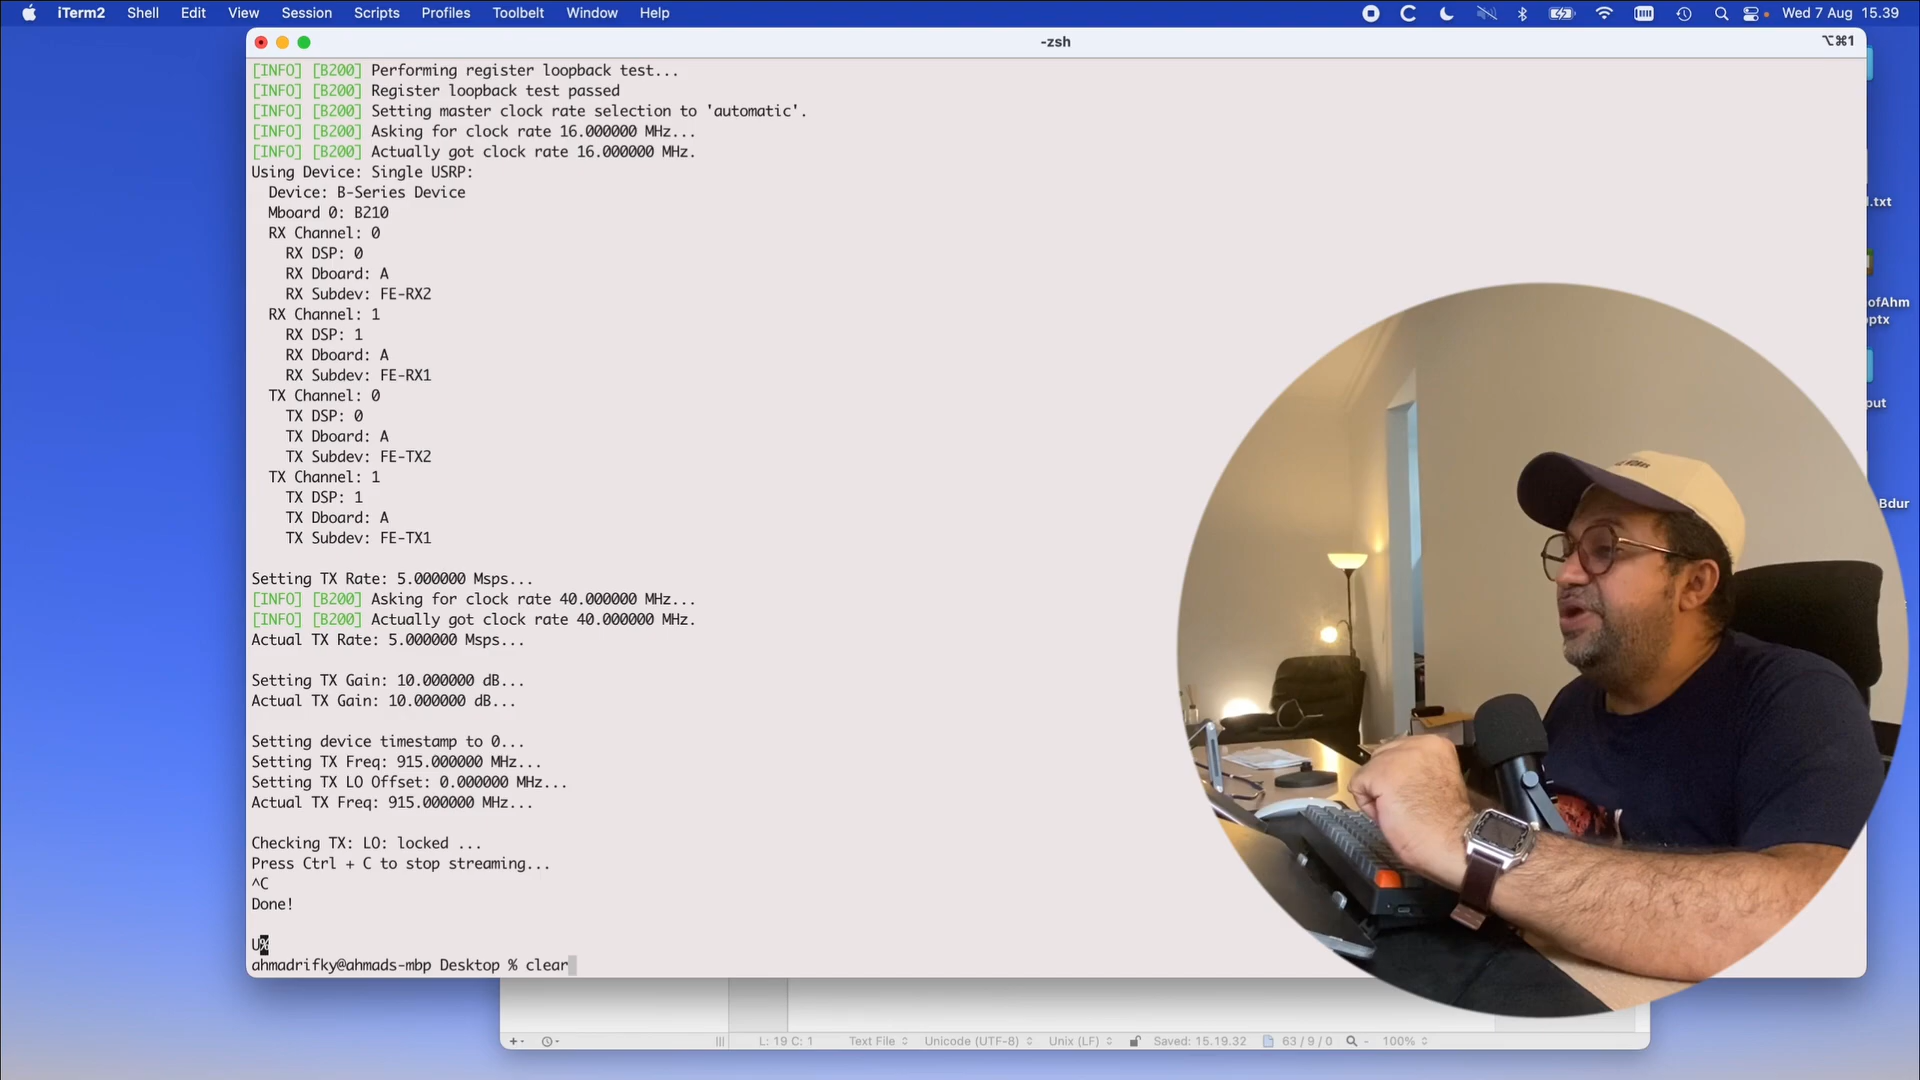 iTerm2 Shell Edit View Session Scripts Profiles Toolbelt Window Help Wed 7 Aug 15.39
-zsh ⌥⌘1
[INFO] [B200] Performing register loopback test...
[INFO] [B200] Register loopback test passed
[INFO] [B200] Setting master clock rate selection to 'automatic'.
[INFO] [B200] Asking for clock rate 16.000000 MHz...
[INFO] [B200] Actually got clock rate 16.000000 MHz.
Using Device: Single USRP:
Device: B-Series Device
Mboard 0: B210
RX Channel: 0
RX DSP: 0
RX Dboard: A
RX Subdev: FE-RX2
RX Channel: 1
RX DSP: 1
RX Dboard: A
RX Subdev: FE-RX1
TX Channel: 0
TX DSP: 0
TX Dboard: A
TX Subdev: FE-TX2
TX Channel: 1
TX DSP: 1
TX Dboard: A
TX Subdev: FE-TX1
Setting TX Rate: 5.000000 Msps...
[INFO] [B200] Asking for clock rate 40.000000 MHz...
[INFO] [B200] Actually got clock rate 40.000000 MHz.
Actual TX Rate: 5.000000 Msps...
Setting TX Gain: 10.000000 dB...
Actual TX Gain: 10.000000 dB...
Setting device timestamp to 0...
Setting TX Freq: 915.000000 MHz...
Setting TX LO Offset: 0.000000 MHz...
Actual TX Freq: 915.000000 MHz...
Checking TX: LO: locked ...
Press Ctrl + C to stop streaming...
^C
Done!
U%
ahmadrifky@ahmads-mbp Desktop % clear
.txt
ofAhm
pptx
put
Bdur
L: 19 C: 1 Text File Unicode (UTF-8) Unix (LF) Saved: 15.19.32 63 / 9 / 0 100%